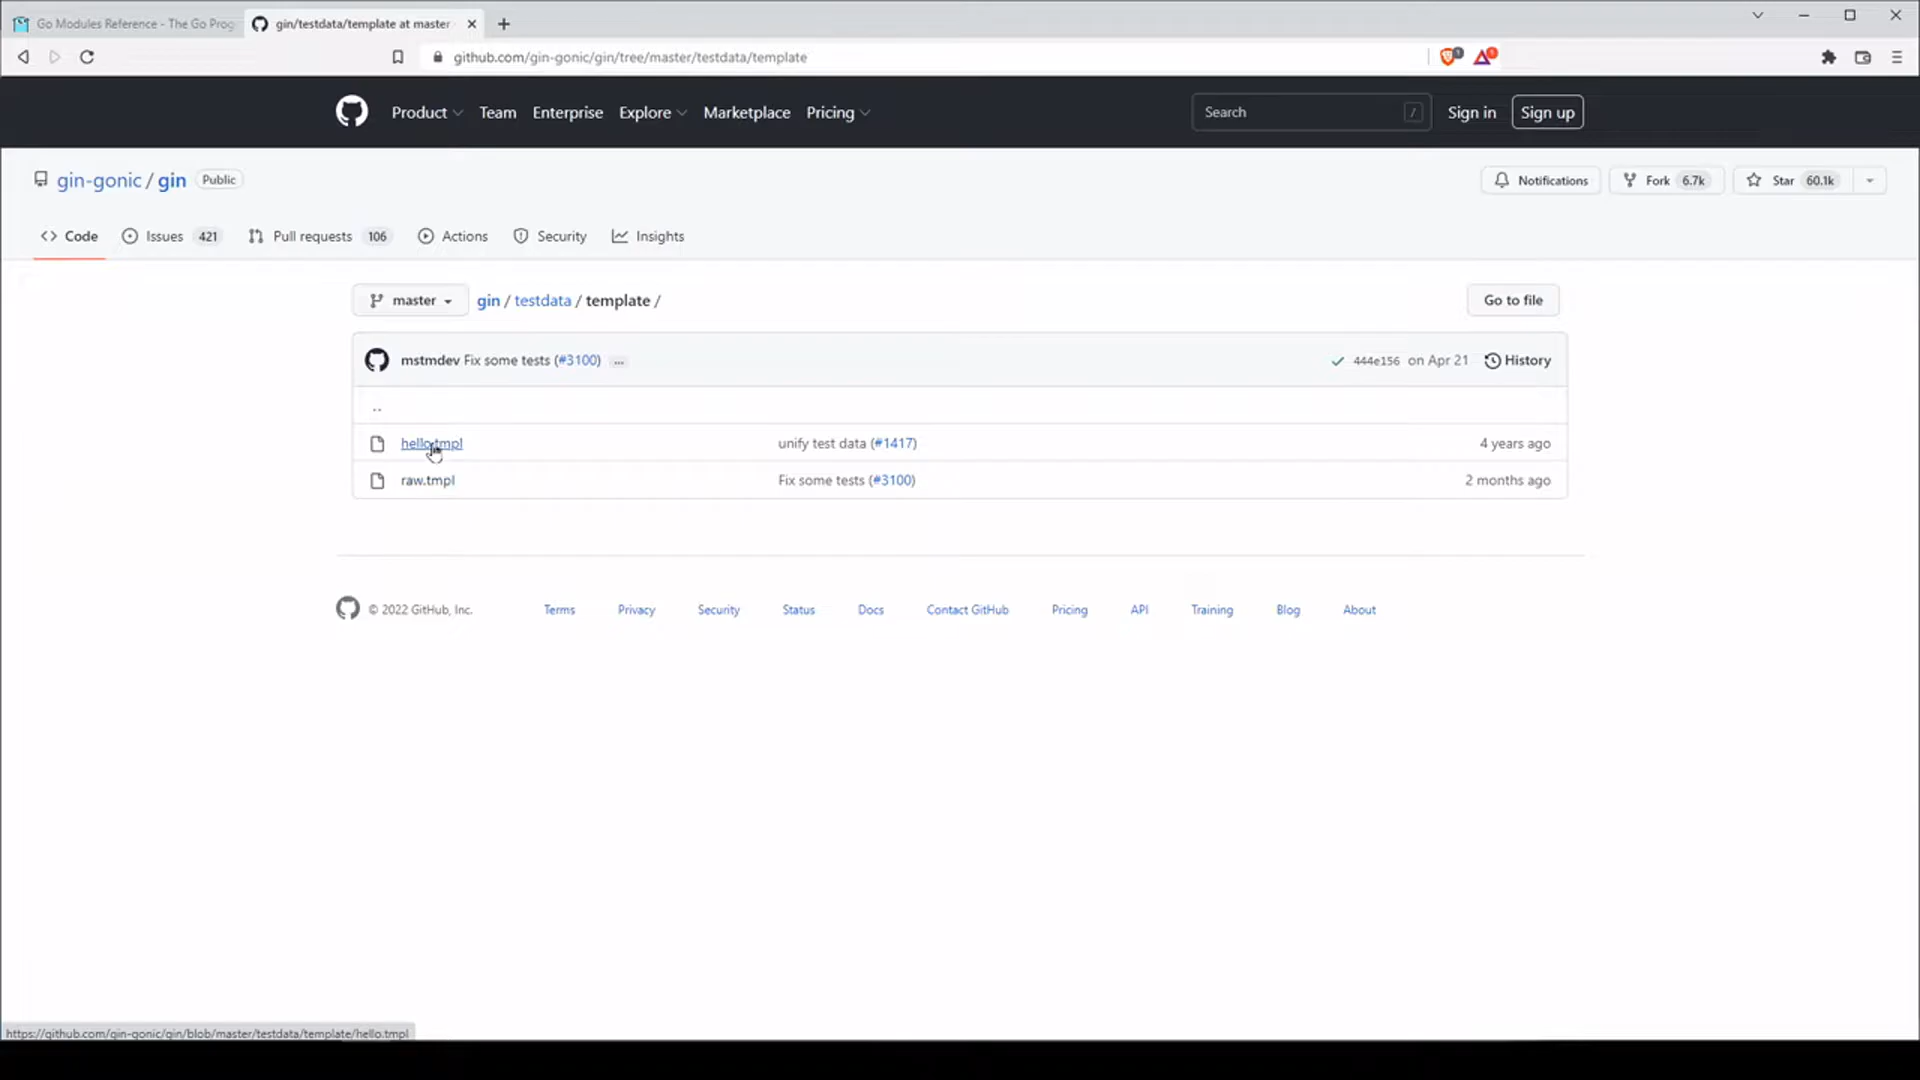 Go Modules Reference - The Go Prog
gin/testdata/template at master
github.com/gin-gonic/gin/tree/master/testdata/template
1
Product
Team
Enterprise
Explore
Marketplace
Pricing
Search
/
Sign in
Sign up
gin-gonic / gin
Public
Notifications
Fork 6.7k
Star 60.1k
<> Code
Issues 421
Pull requests 106
Actions
Security
Insights
master
gin / testdata / template /
Go to file
mstmdev Fix some tests (#3100) ...
444e156 on Apr 21
History
..
hello.tmpl
unify test data (#1417)
4 years ago
raw.tmpl
Fix some tests (#3100)
2 months ago
© 2022 GitHub, Inc.
Terms
Privacy
Security
Status
Docs
Contact GitHub
Pricing
API
Training
Blog
About
https://github.com/gin-gonic/gin/blob/master/testdata/template/hello.tmpl